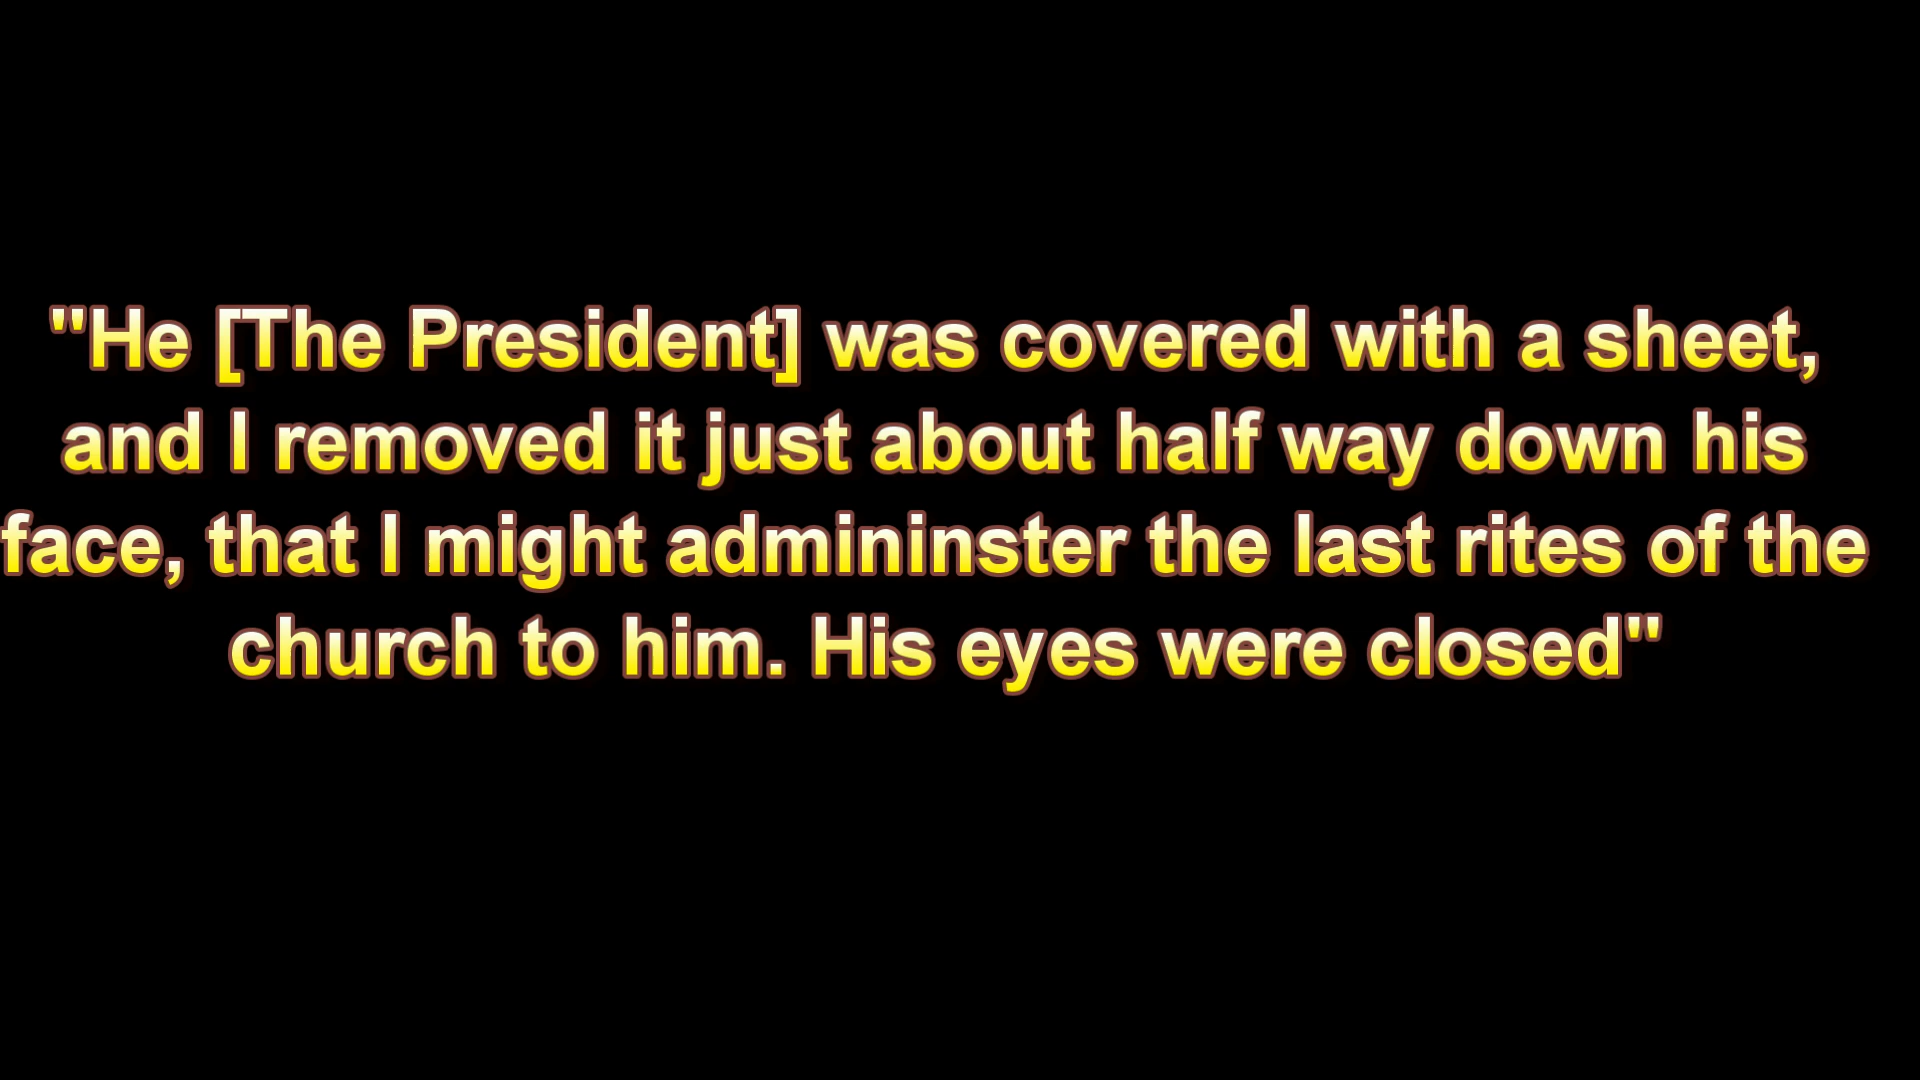 "He [The President] was covered with a sheet,
and I removed it just about half way down his
face, that I might admininster the last rites of the
church to him. His eyes were closed"